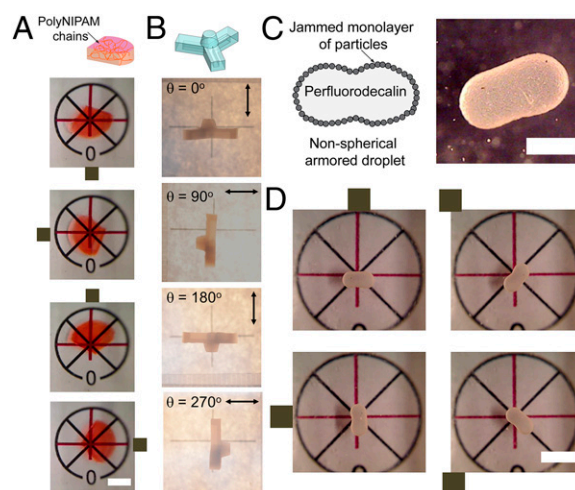 A
PolyNIPAM
chains
0
0
0
0
B
θ = 0°
θ = 90°
θ = 180°
θ = 270°
C
Jammed monolayer
of particles
Perfluorodecalin
Non-spherical
armored droplet
D